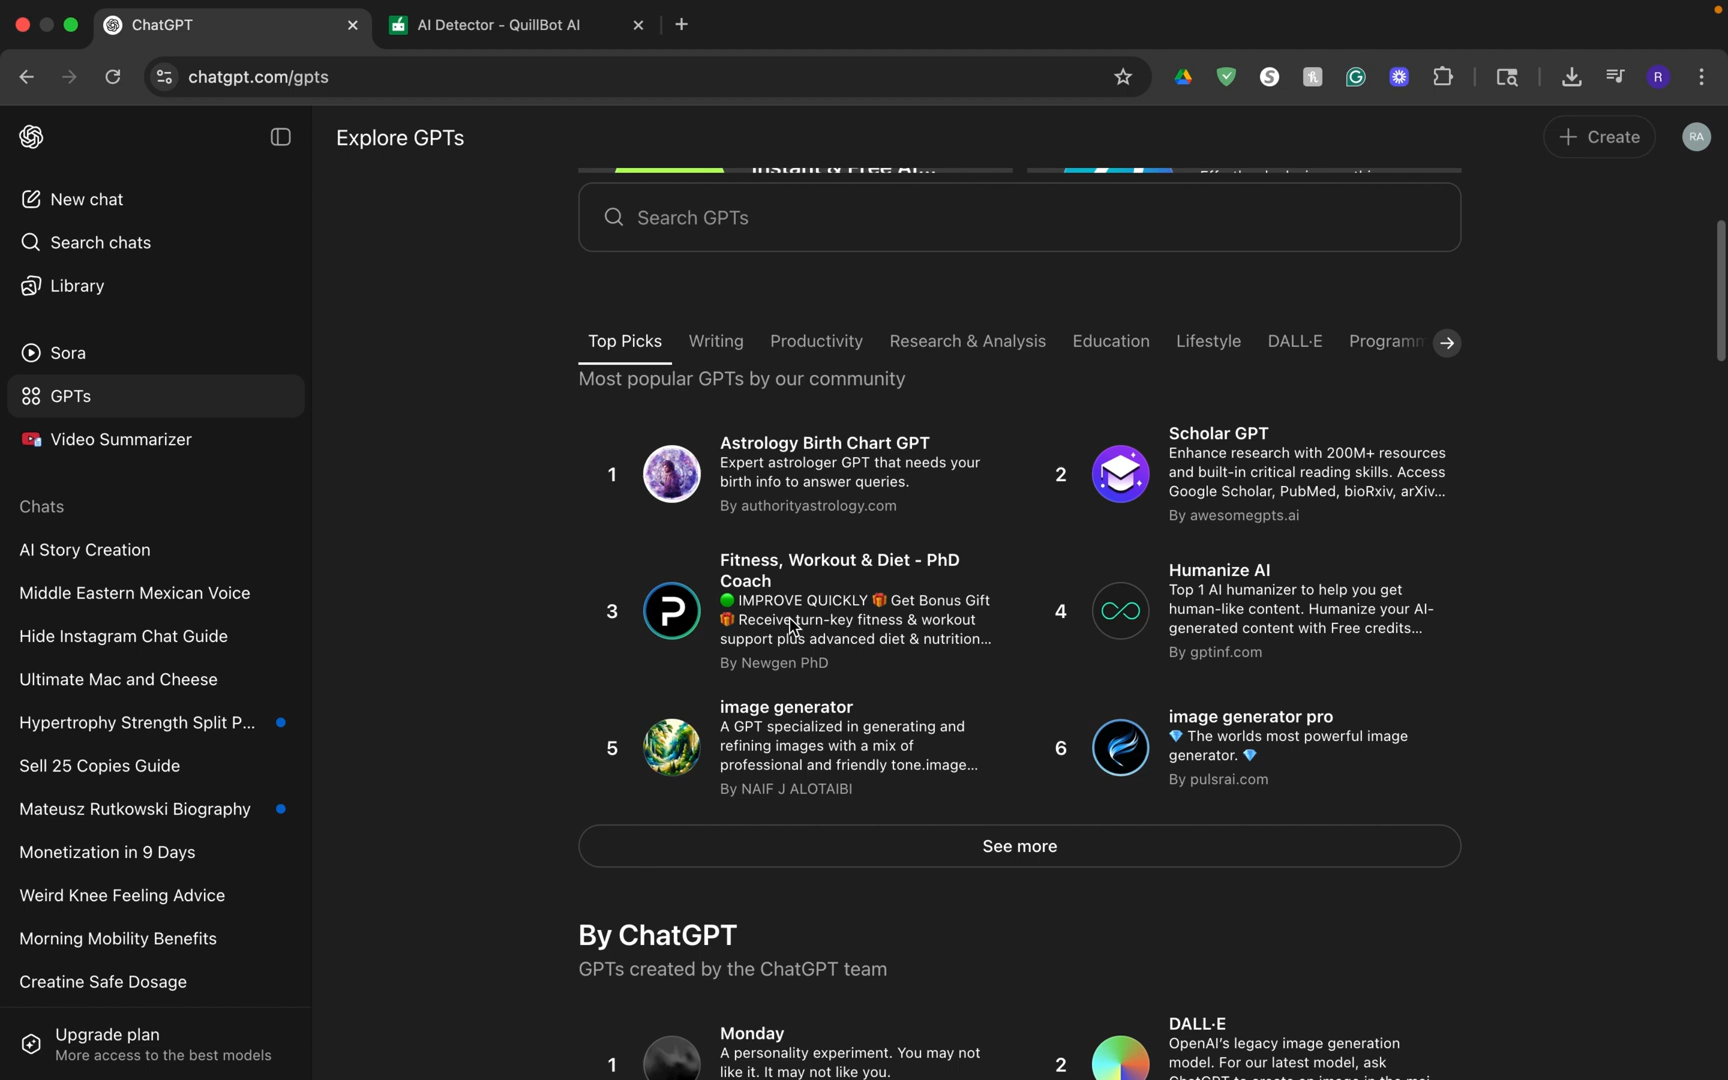 ChatGPT
AI Detector - QuillBot AI
chatgpt.com/gpts
R
Explore GPTs
Create
RA
New chat
Search chats
Library
Sora
GPTs
Video Summarizer
Chats
AI Story Creation
Middle Eastern Mexican Voice
Hide Instagram Chat Guide
Ultimate Mac and Cheese
Hypertrophy Strength Split P...
Sell 25 Copies Guide
Mateusz Rutkowski Biography
Monetization in 9 Days
Weird Knee Feeling Advice
Morning Mobility Benefits
Creatine Safe Dosage
Upgrade plan
More access to the best models
Instant & Free AI...
Search GPTs
Top Picks Writing Productivity Research & Analysis Education Lifestyle DALL·E Programm
Most popular GPTs by our community
1
Astrology Birth Chart GPT
Expert astrologer GPT that needs your
birth info to answer queries.
By authorityastrology.com
2
Scholar GPT
Enhance research with 200M+ resources
and built-in critical reading skills. Access
Google Scholar, PubMed, bioRxiv, arXiv...
By awesomegpts.ai
3
Fitness, Workout & Diet - PhD
Coach
🟢 IMPROVE QUICKLY 🎁 Get Bonus Gift
🎁 Receive turn-key fitness & workout
support plus advanced diet & nutrition...
By Newgen PhD
4
Humanize AI
Top 1 AI humanizer to help you get
human-like content. Humanize your AI-
generated content with Free credits...
By gptinf.com
5
image generator
A GPT specialized in generating and
refining images with a mix of
professional and friendly tone.image...
By NAIF J ALOTAIBI
6
image generator pro
💎 The worlds most powerful image
generator. 💎
By pulsrai.com
See more
By ChatGPT
GPTs created by the ChatGPT team
1
Monday
A personality experiment. You may not
like it. It may not like you.
2
DALL·E
OpenAI's legacy image generation
model. For our latest model, ask
ChatGPT to create an image in the